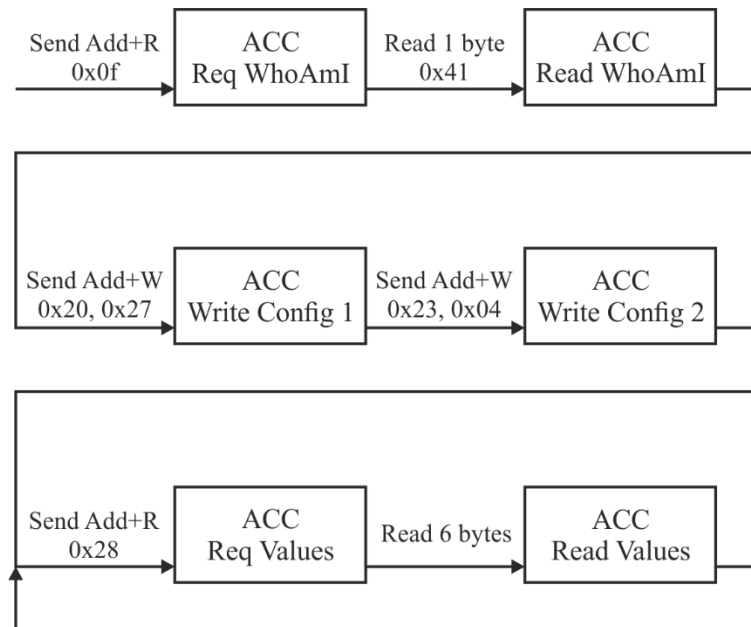 Send Add+R
0x0f
ACC
Req WhoAmI
Read 1 byte
0x41
ACC
Read WhoAmI
Send Add+W
0x20, 0x27
ACC
Write Config 1
Send Add+W
0x23, 0x04
ACC
Write Config 2
Send Add+R
0x28
ACC
Req Values
Read 6 bytes
ACC
Read Values